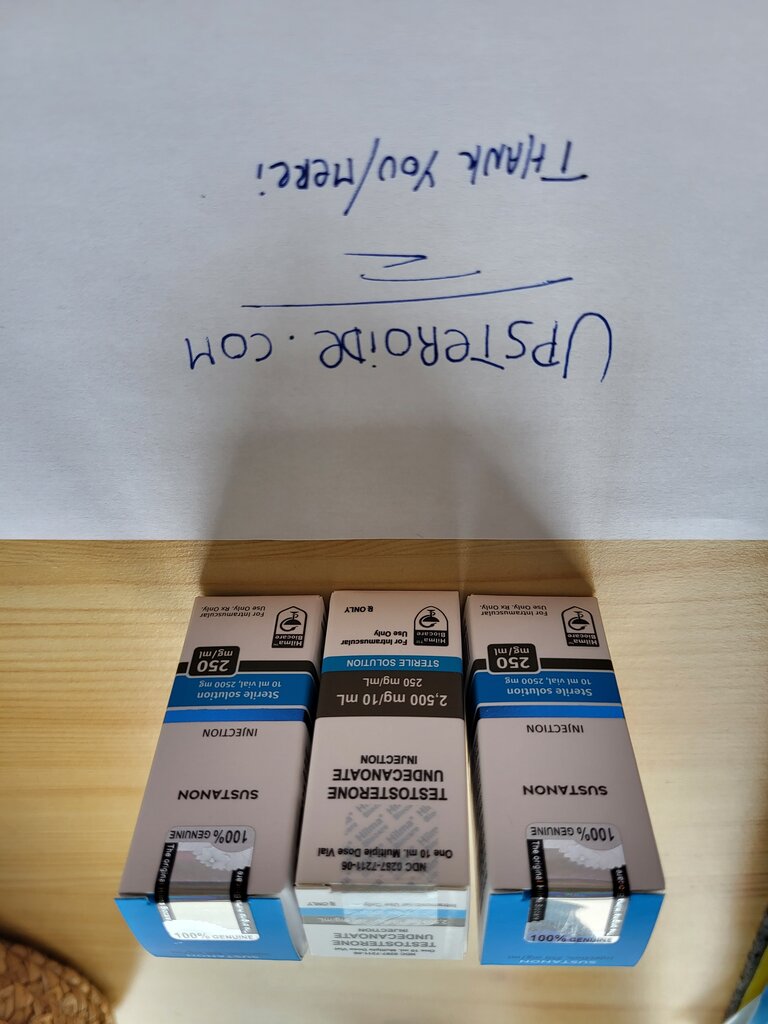 UPSTEROiDe.COM
THANK YOU/MERCi
TESTOSTERONE
UNDECANOATE
INJECTION
100% GENUINE
SUSTANON
INJECTION
Sterile solution
10 ml vial, 2500 mg
250
mg/ml
Hilma
Biocare
For Intramuscular
Use Only. Rx Only.
NDC 0287-7211-06
One 10 mL Multiple Dose Vial
TESTOSTERONE
UNDECANOATE
INJECTION
2,500 mg/10 mL
250 mg/mL
STERILE SOLUTION
For Intramuscular
Use Only
ONLY
Hilma
Biocare
SUSTANON
100% GENUINE
100% GENUINE
SUSTANON
INJECTION
Sterile solution
10 ml vial, 2500 mg
250
mg/ml
Hilma
Biocare
For Intramuscular
Use Only. Rx Only.